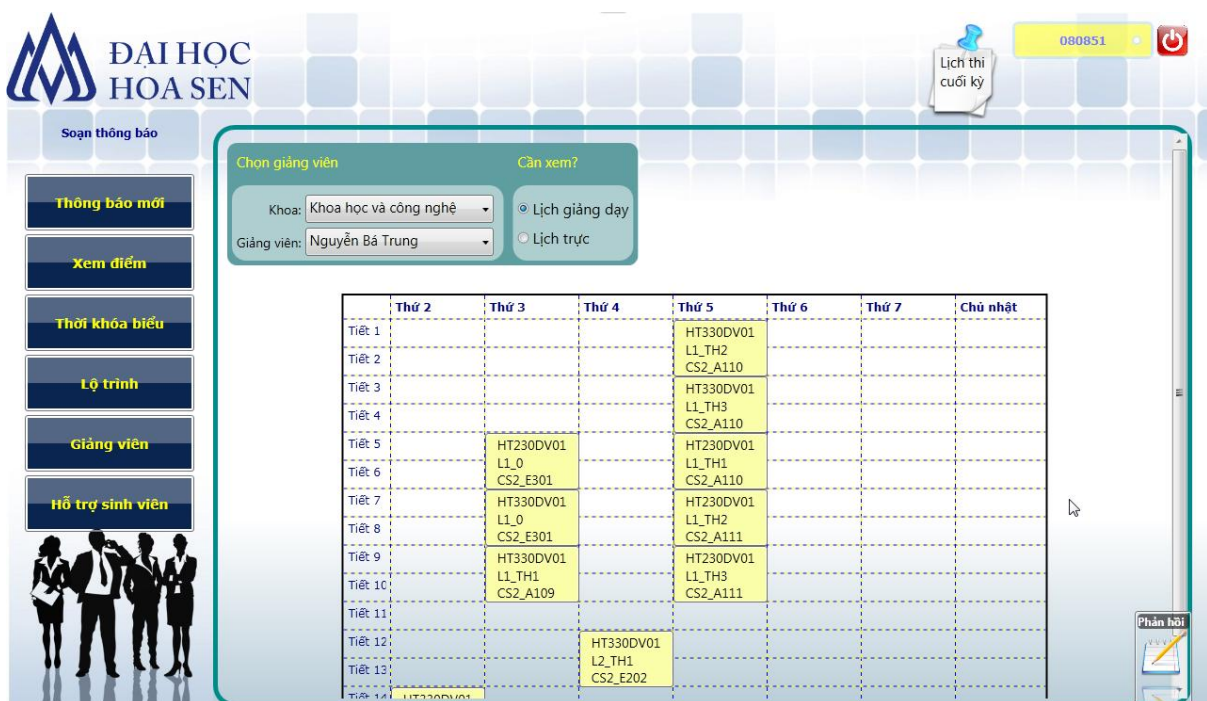 ĐẠI HỌC
HOA SEN
Lịch thi
cuối kỳ
080851
Soạn thông báo
Thông báo mới
Xem điểm
Thời khóa biểu
Lộ trình
Giảng viên
Hỗ trợ sinh viên
Chọn giảng viên
Cần xem?
Khoa: Khoa học và công nghệ
Lịch giảng dạy
Giảng viên: Nguyễn Bá Trung
Lịch trực
Thứ 2 Thứ 3 Thứ 4 Thứ 5 Thứ 6 Thứ 7 Chủ nhật
Tiết 1
HT330DV01
L1_TH2
CS2_A110
Tiết 2
Tiết 3
HT330DV01
L1_TH3
CS2_A110
Tiết 4
Tiết 5
HT230DV01
L1_0
CS2_E301
HT230DV01
L1_TH1
CS2_A110
Tiết 6
Tiết 7
HT330DV01
L1_0
CS2_E301
HT230DV01
L1_TH2
CS2_A111
Tiết 8
Tiết 9
HT330DV01
L1_TH1
CS2_A109
HT230DV01
L1_TH3
CS2_A111
Tiết 10
Tiết 11
Tiết 12
HT330DV01
L2_TH1
CS2_E202
Tiết 13
Tiết 14
Phản hồi